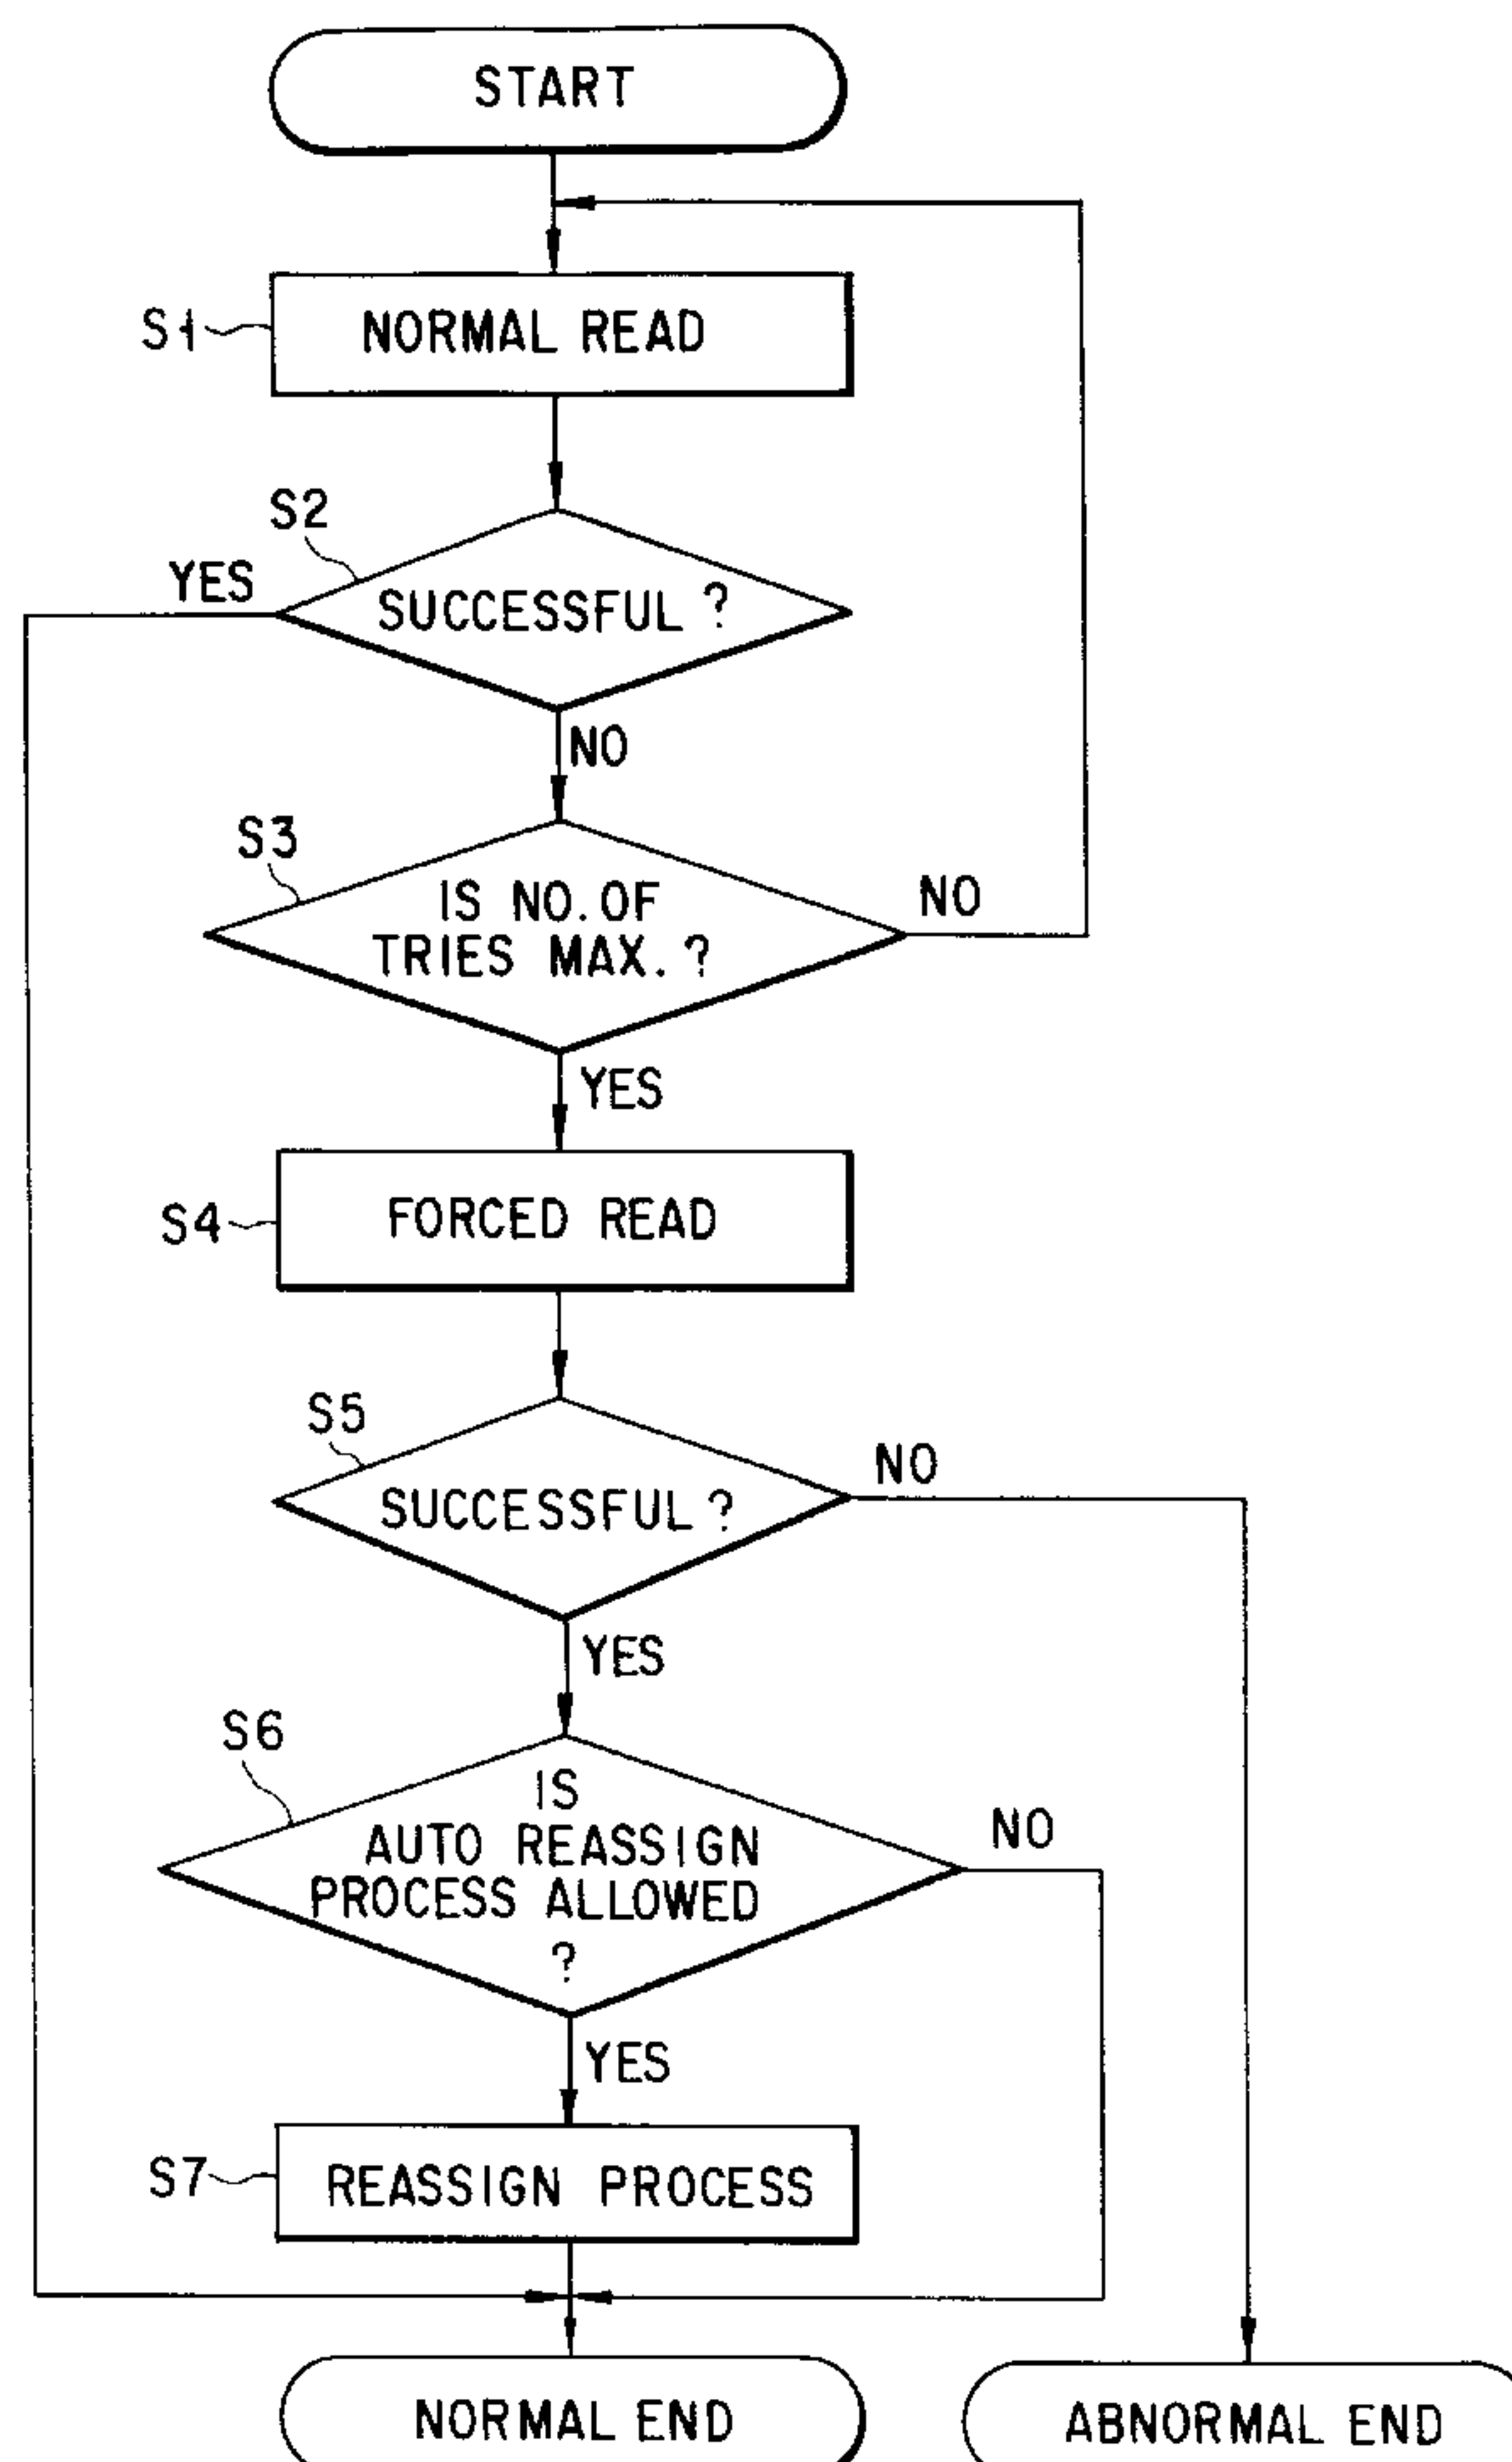 START
S1
NORMAL READ
S2
YES
SUCCESSFUL ?
NO
S3
IS NO. OF
TRIES MAX. ?
NO
YES
S4
FORCED READ
S5
NO
SUCCESSFUL ?
YES
S6
IS
AUTO REASSIGN
PROCESS ALLOWED
?
NO
YES
S7
REASSIGN PROCESS
NORMAL END
ABNORMAL END